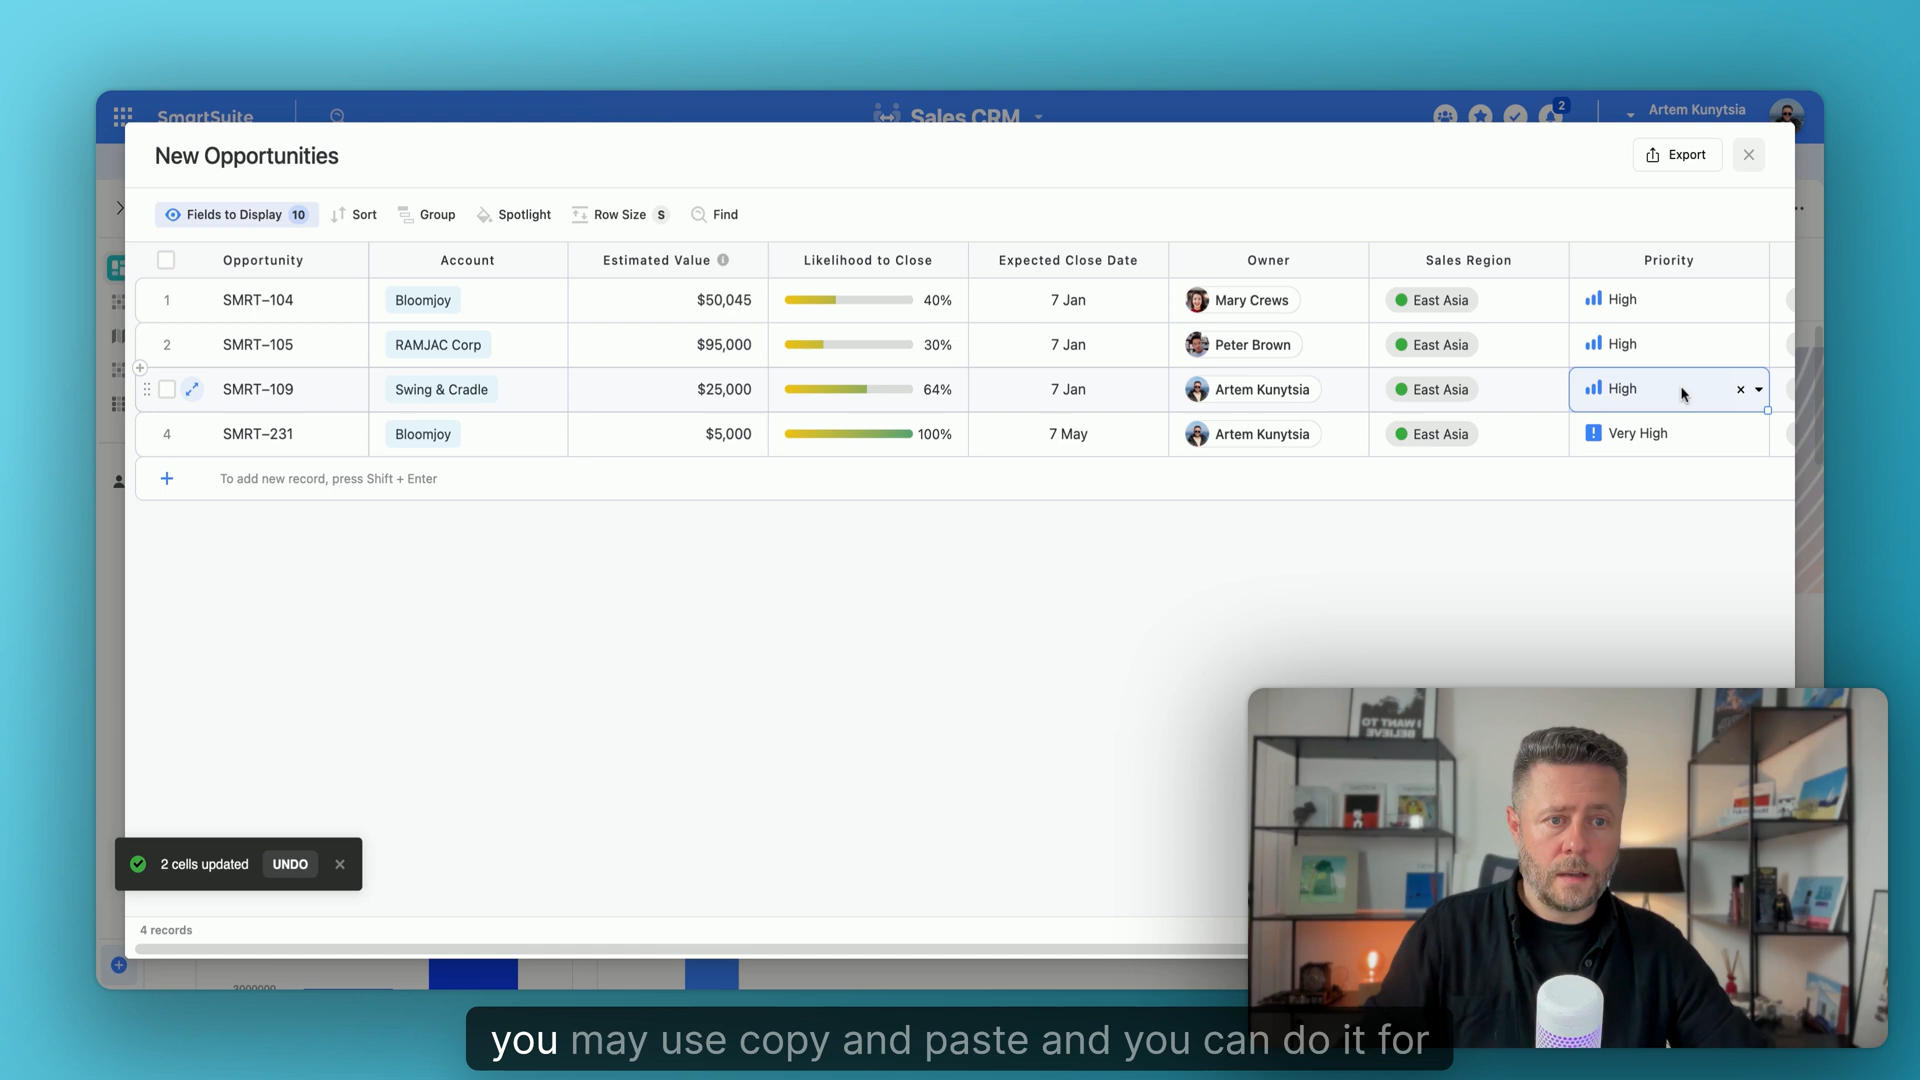 SmartSuite
Sales CRM
2
Artem Kunytsia
New Opportunities
Export
Fields to Display 10
Sort
Group
Spotlight
Row Size S
Find
Opportunity Account Estimated Value Likelihood to Close Expected Close Date Owner Sales Region Priority
1 SMRT–104 Bloomjoy $50,045 40% 7 Jan Mary Crews East Asia High
2 SMRT–105 RAMJAC Corp $95,000 30% 7 Jan Peter Brown East Asia High
SMRT–109 Swing & Cradle $25,000 64% 7 Jan Artem Kunytsia East Asia High
4 SMRT–231 Bloomjoy $5,000 100% 7 May Artem Kunytsia East Asia Very High
To add new record, press Shift + Enter
I WANT TO
BELIEVE
2 cells updated UNDO
4 records
3000000
you may use copy and paste and you can do it for